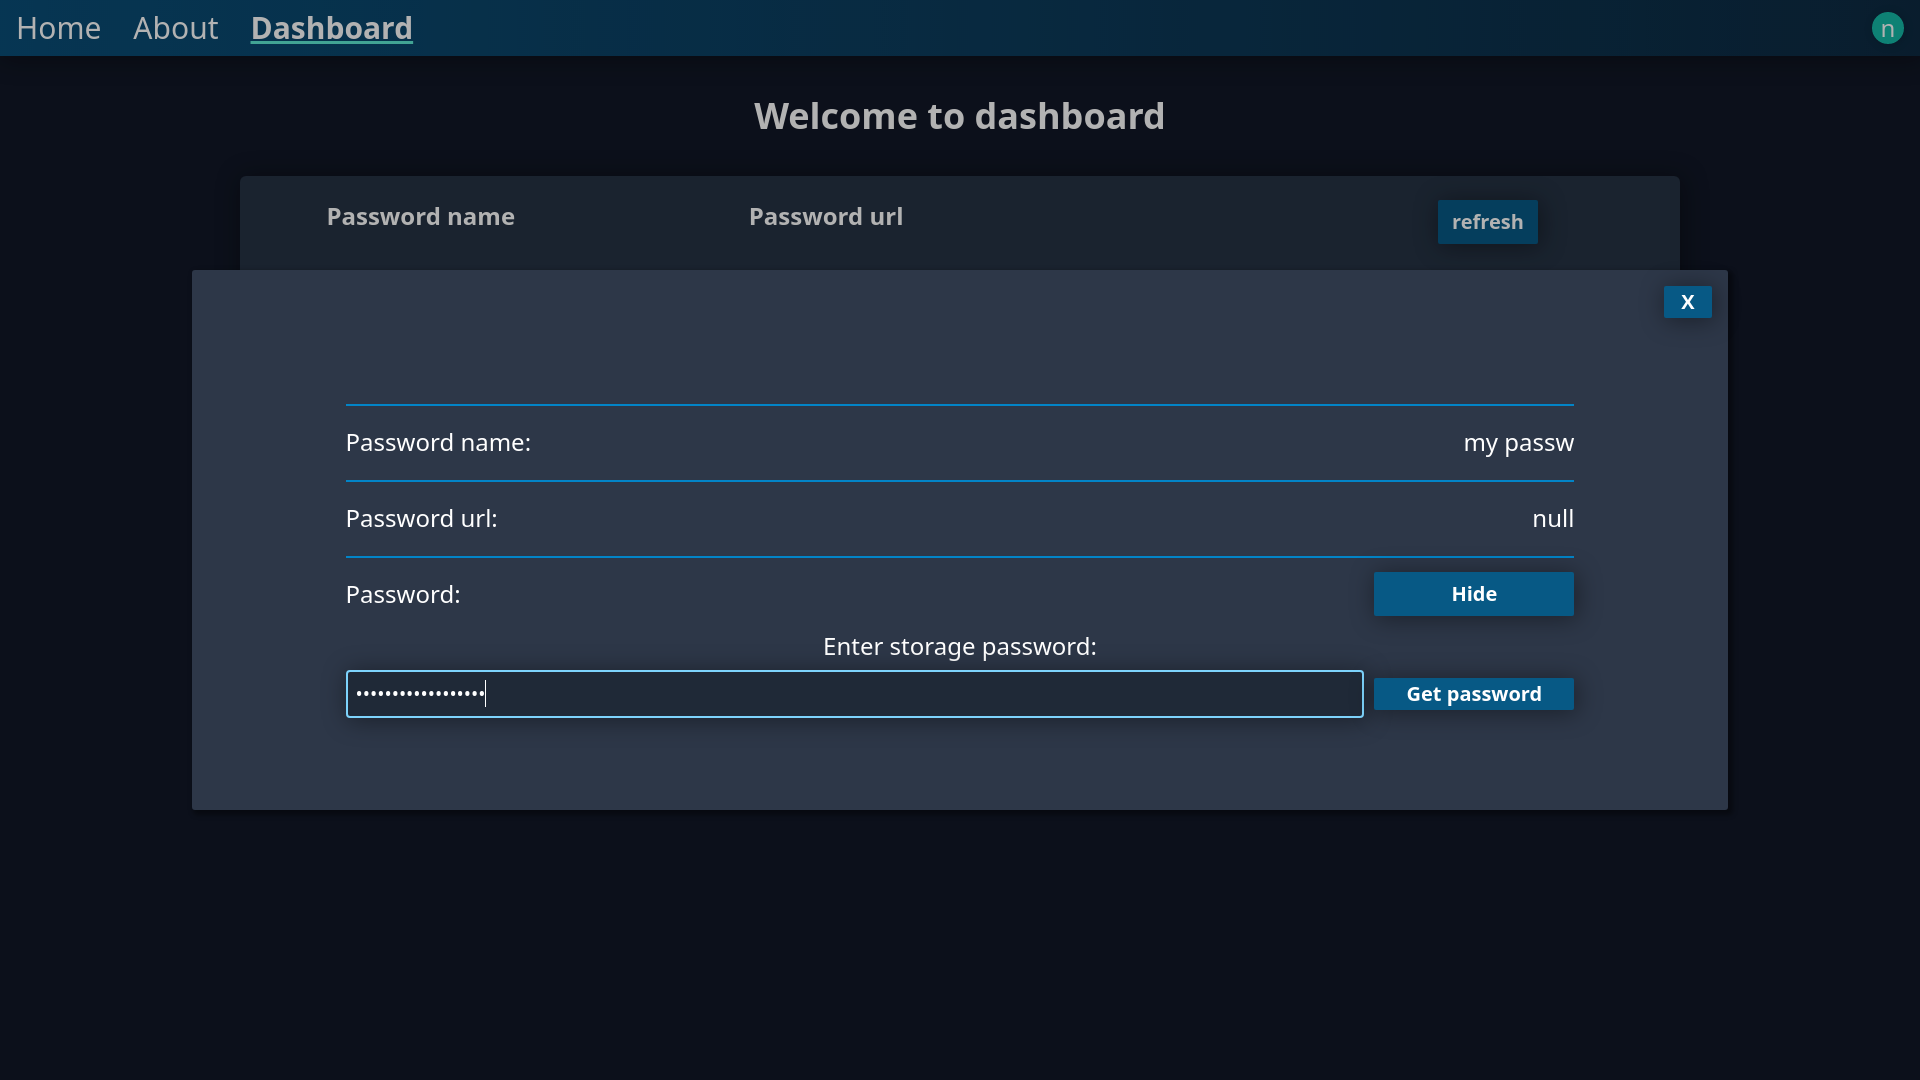 Home About Dashboard n
Welcome to dashboard
Password name Password url refresh
X
Password name: my passw
Password url: null
Password: Hide
Enter storage password:
•••••••••••••••••• Get password